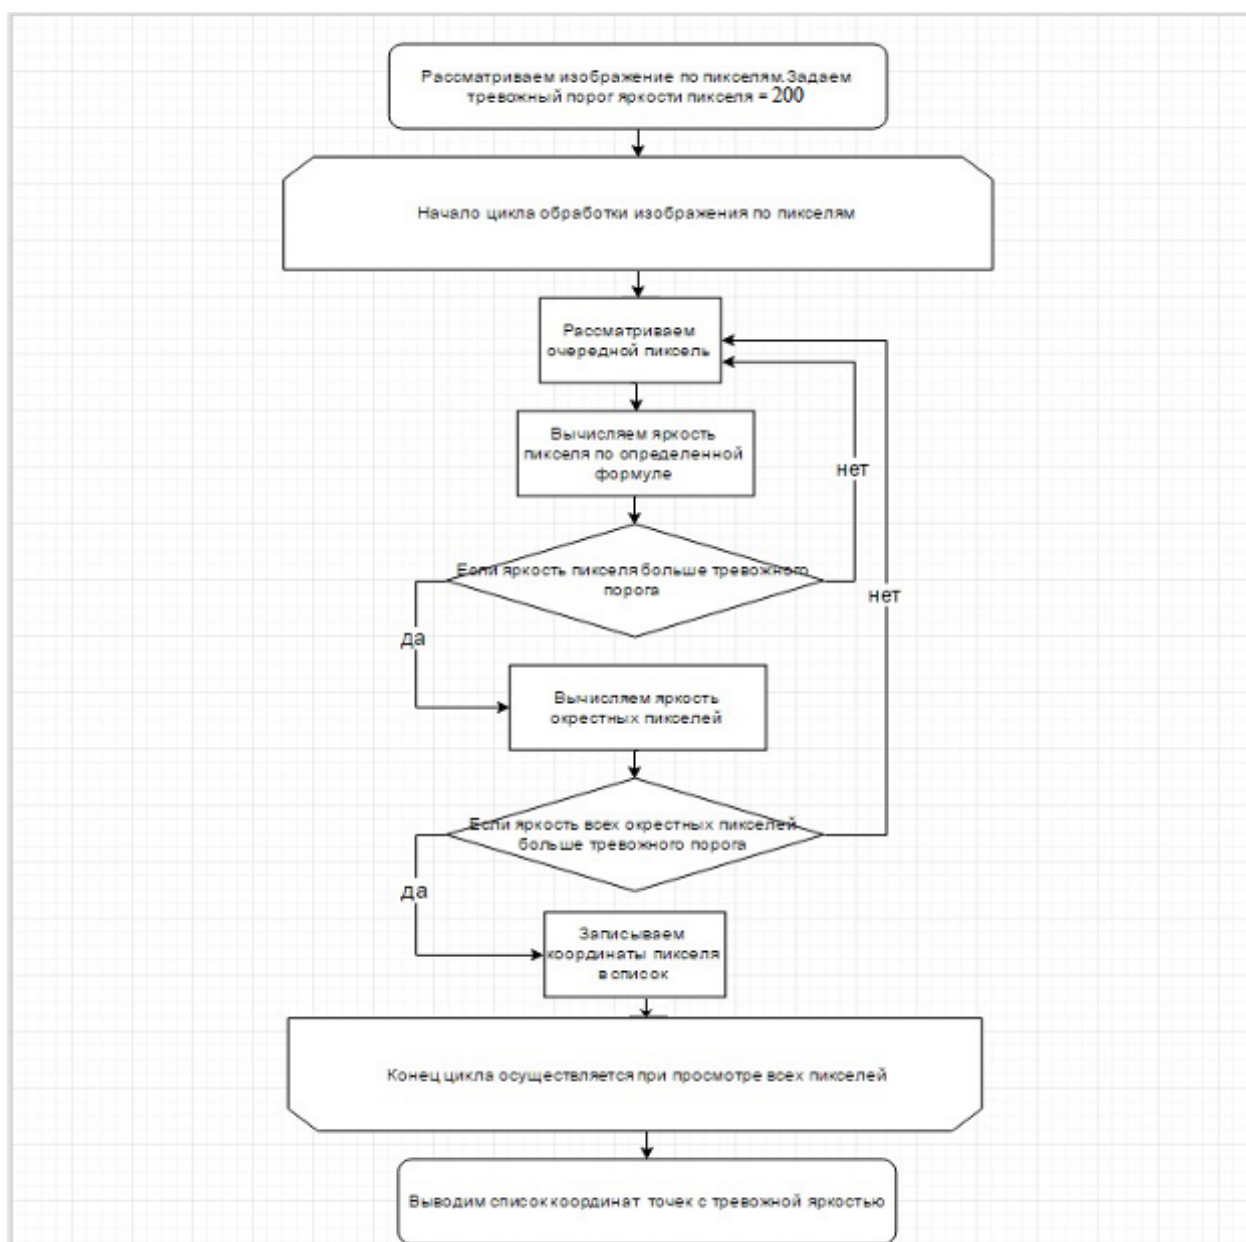 Рассматриваем изображение по пикселям.Задаем
тревожный порог яркости пикселя = 200
Начало цикла обработки изображения по пикселям
Рассматриваем
очередной пиксель
Вычисляем яркость
пикселя по определенной
формуле
нет
Если яркость пикселя больше тревожного
порога
нет
да
Вычисляем яркость
окрестных пикселей
Если яркость всех окрестных пикселей
больше тревожного порога
да
Записываем
координаты пикселя
в список
Конец цикла осуществляется при просмотре всех пикселей
Выводим список координат точек с тревожной яркостью